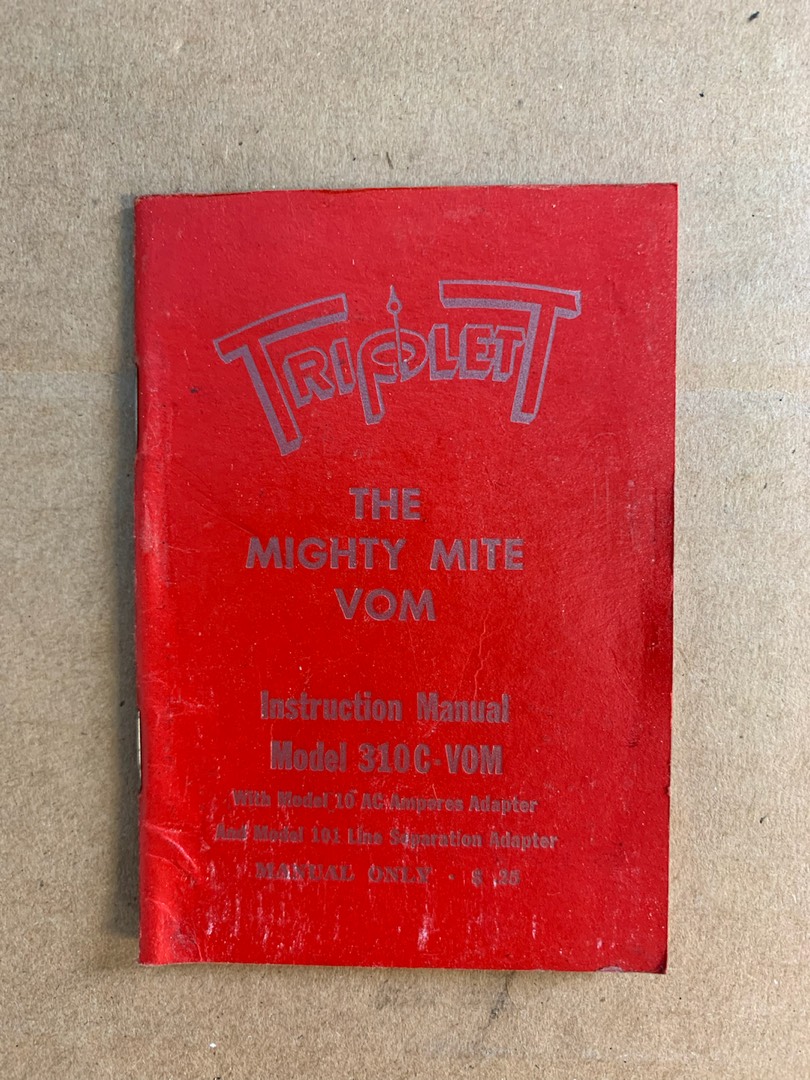 TRIPLETT
THE
MIGHTY MITE
VOM
Instruction Manual
Model 310C-VOM
With Model 10 AC Amperes Adapter
And Model 101 Line Separation Adapter
MANUAL ONLY - $ .25